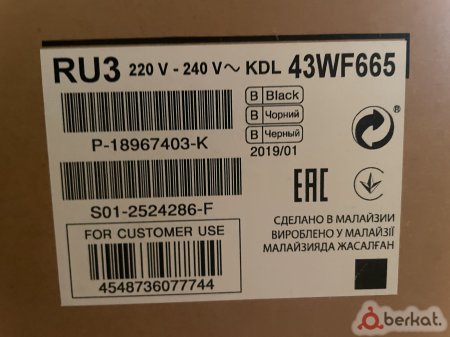 RU3 220 V - 240 V~ KDL 43WF665
B Black
B Чорний
B Черный
2019/01
P-18967403-K
S01-2524286-F
FOR CUSTOMER USE
4548736077744
®
EAC
СДЕЛАНО В МАЛАЙЗИИ
ВИРОБЛЕНО У МАЛАЙЗІЇ
МАЛАЙЗИЯДА ЖАСАЛҒАН
berkat.